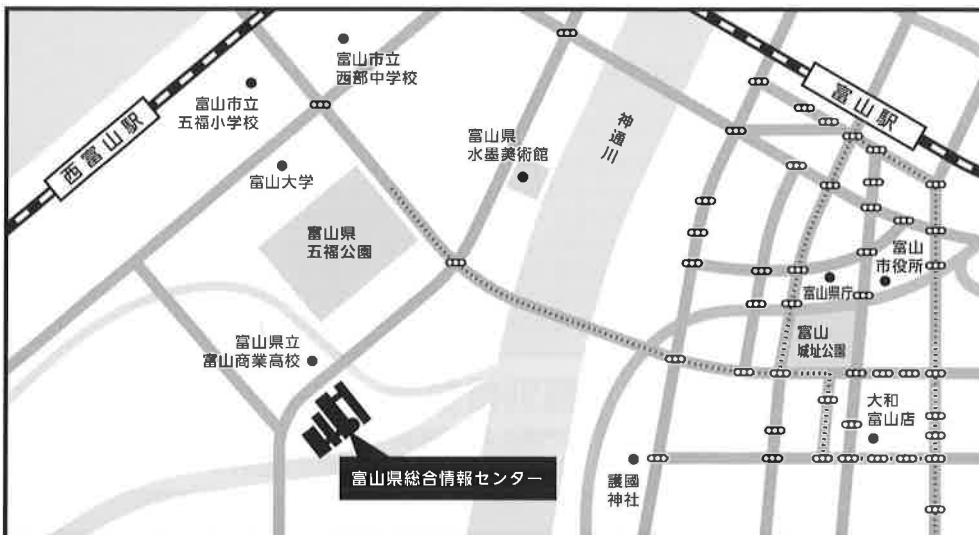 富山市立
西部中学校
富山市立
五福小学校
西富山駅
富山大学
富山県
五福公園
富山県
水墨美術館
神通川
富山駅
富山
市役所
富山県庁
富山
城址公園
富山県立
富山商業高校
大和
富山店
富山県総合情報センター
護國
神社